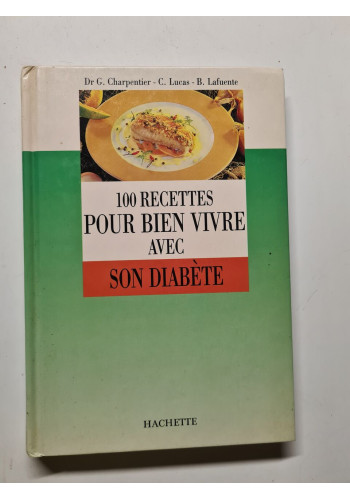 Dr G. Charpentier - C. Lucas - B. Lafuente
100 RECETTES
POUR BIEN VIVRE
AVEC
SON DIABÈTE
HACHETTE